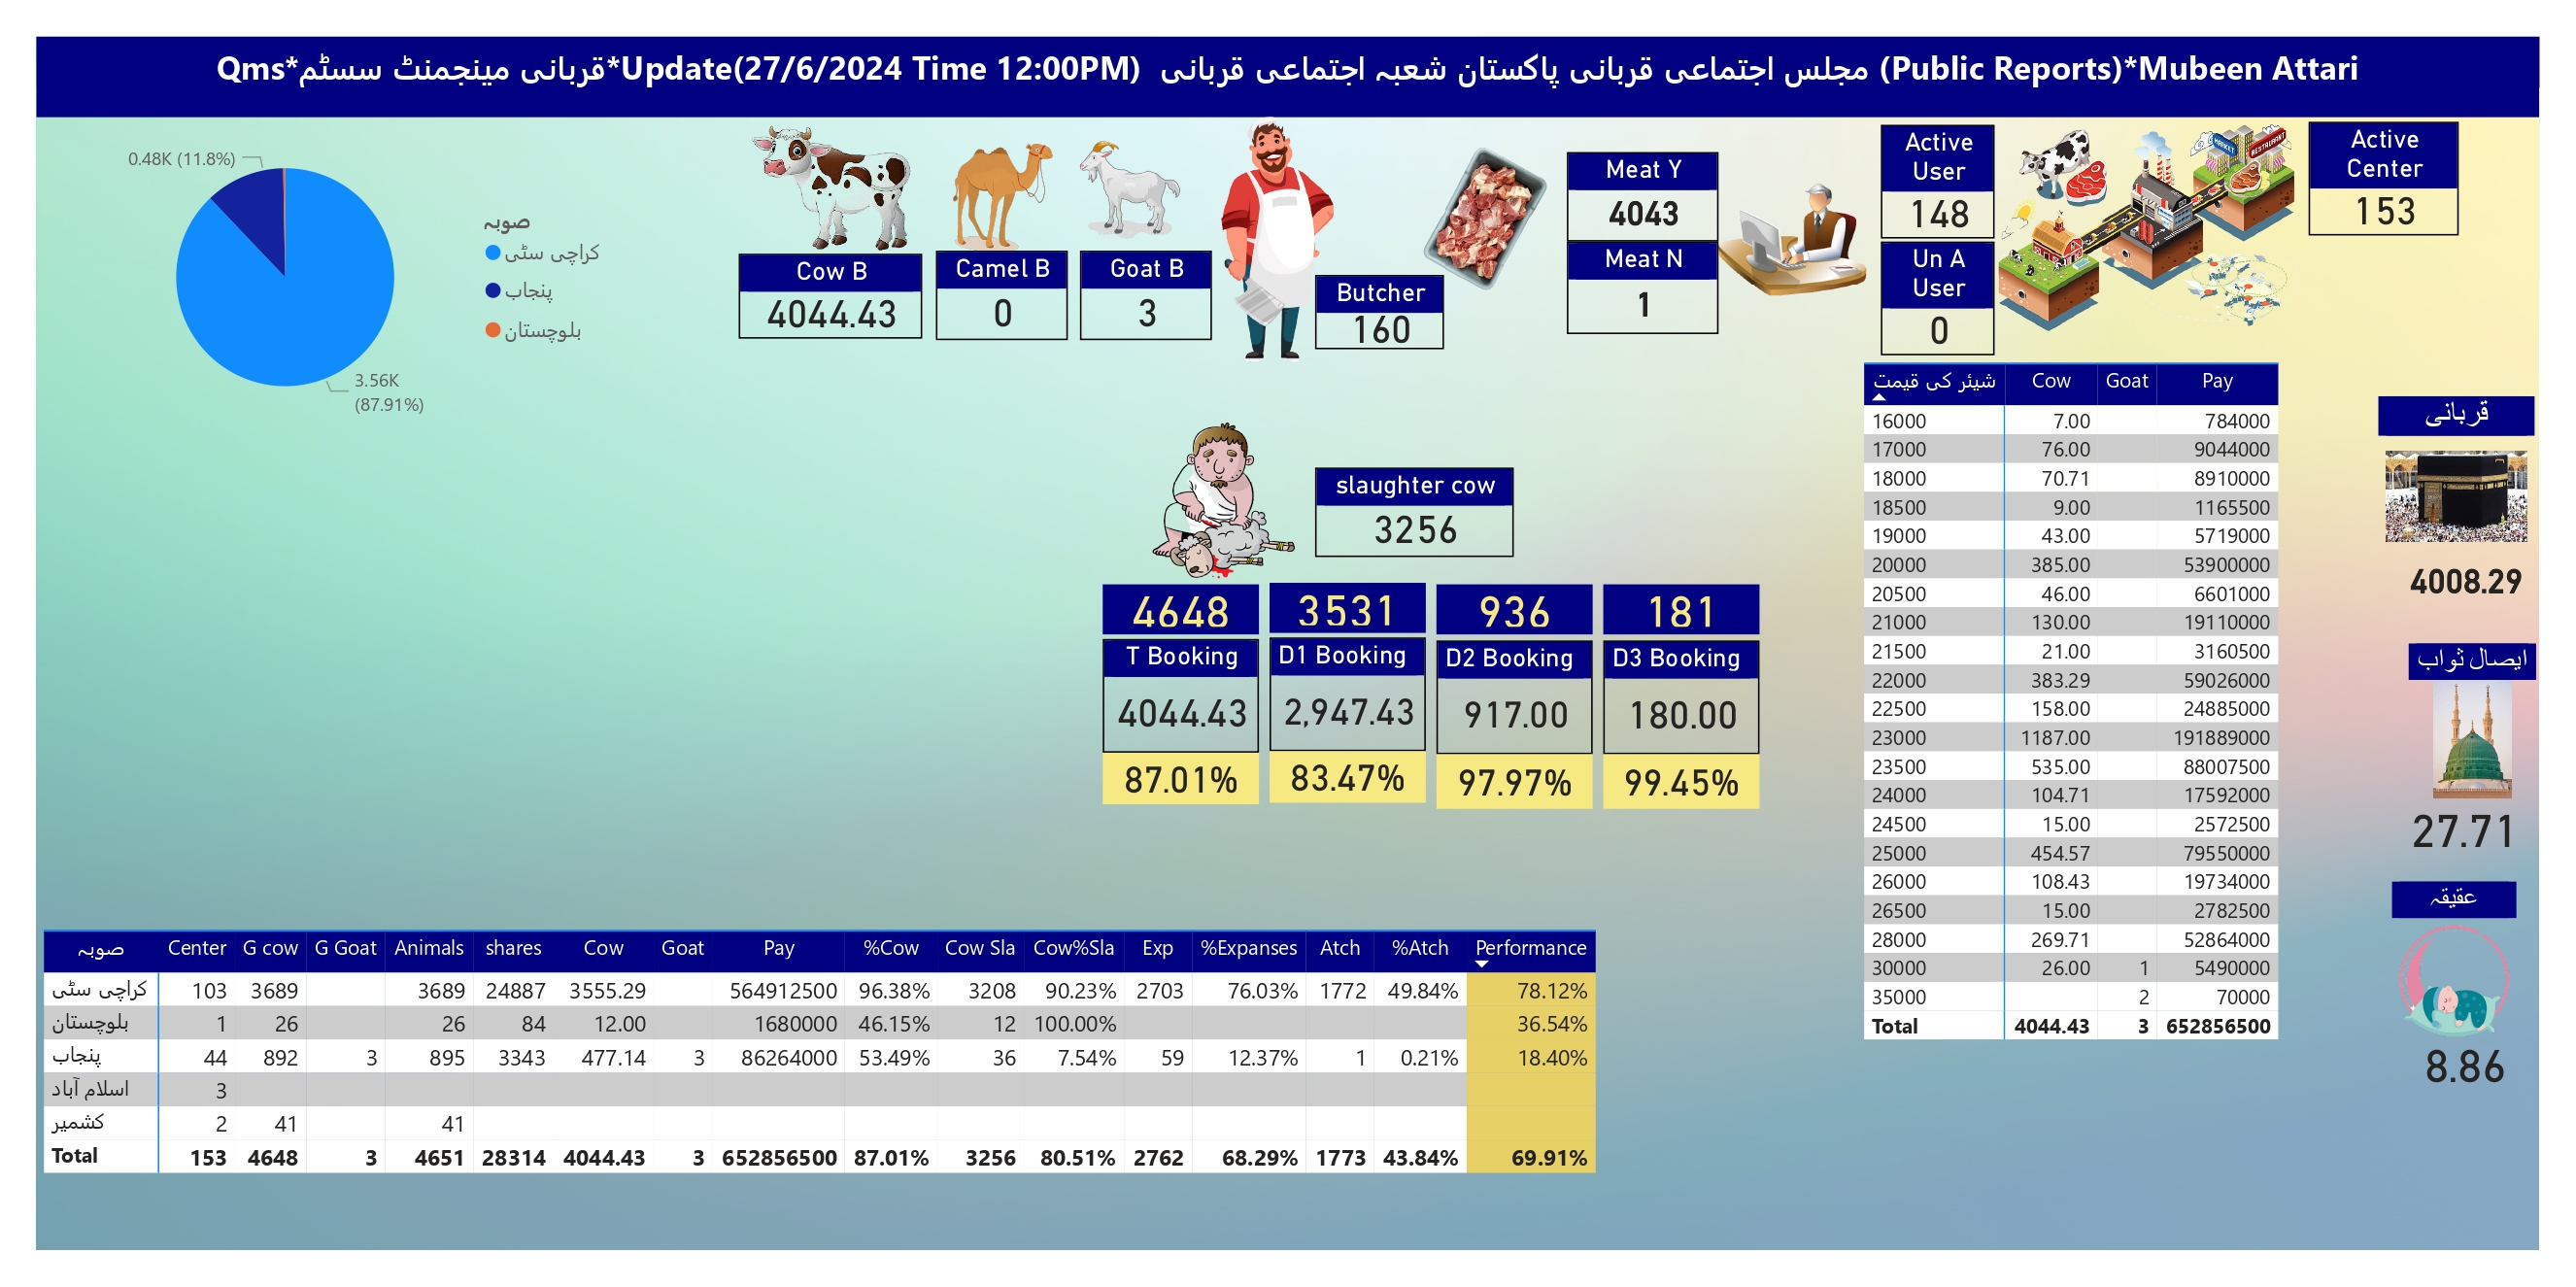 Qms*قربانی مینجمنٹ سسٹم*Update(27/6/2024 Time 12:00PM) مجلس اجتماعی قربانی پاکستان شعبہ اجتماعی قربانی (Public Reports)*Mubeen Attari
0.48K (11.8%)
3.56K
(87.91%)
صوبہ
کراچی سٹی
پنجاب
بلوچستان
Cow B
4044.43
Camel B
0
Goat B
3
Butcher
160
Meat Y
4043
Meat N
1
Active
User
148
Un A
User
0
MARKET
RESTAURANT
Active
Center
153
slaughter cow
3256
4648 3531 936 181
T Booking D1 Booking D2 Booking D3 Booking
4044.43 2,947.43 917.00 180.00
87.01% 83.47% 97.97% 99.45%
شیئر کی قیمت Cow Goat Pay
16000 7.00 784000
17000 76.00 9044000
18000 70.71 8910000
18500 9.00 1165500
19000 43.00 5719000
20000 385.00 53900000
20500 46.00 6601000
21000 130.00 19110000
21500 21.00 3160500
22000 383.29 59026000
22500 158.00 24885000
23000 1187.00 191889000
23500 535.00 88007500
24000 104.71 17592000
24500 15.00 2572500
25000 454.57 79550000
26000 108.43 19734000
26500 15.00 2782500
28000 269.71 52864000
30000 26.00 1 5490000
35000 2 70000
Total 4044.43 3 652856500
قربانی
4008.29
ایصال ثواب
27.71
عقیقہ
8.86
صوبہ Center G cow G Goat Animals shares Cow Goat Pay %Cow Cow Sla Cow%Sla Exp %Expanses Atch %Atch Performance
کراچی سٹی 103 3689 3689 24887 3555.29 564912500 96.38% 3208 90.23% 2703 76.03% 1772 49.84% 78.12%
بلوچستان 1 26 26 84 12.00 1680000 46.15% 12 100.00% 36.54%
پنجاب 44 892 3 895 3343 477.14 3 86264000 53.49% 36 7.54% 59 12.37% 1 0.21% 18.40%
اسلام آباد 3
کشمیر 2 41 41
Total 153 4648 3 4651 28314 4044.43 3 652856500 87.01% 3256 80.51% 2762 68.29% 1773 43.84% 69.91%